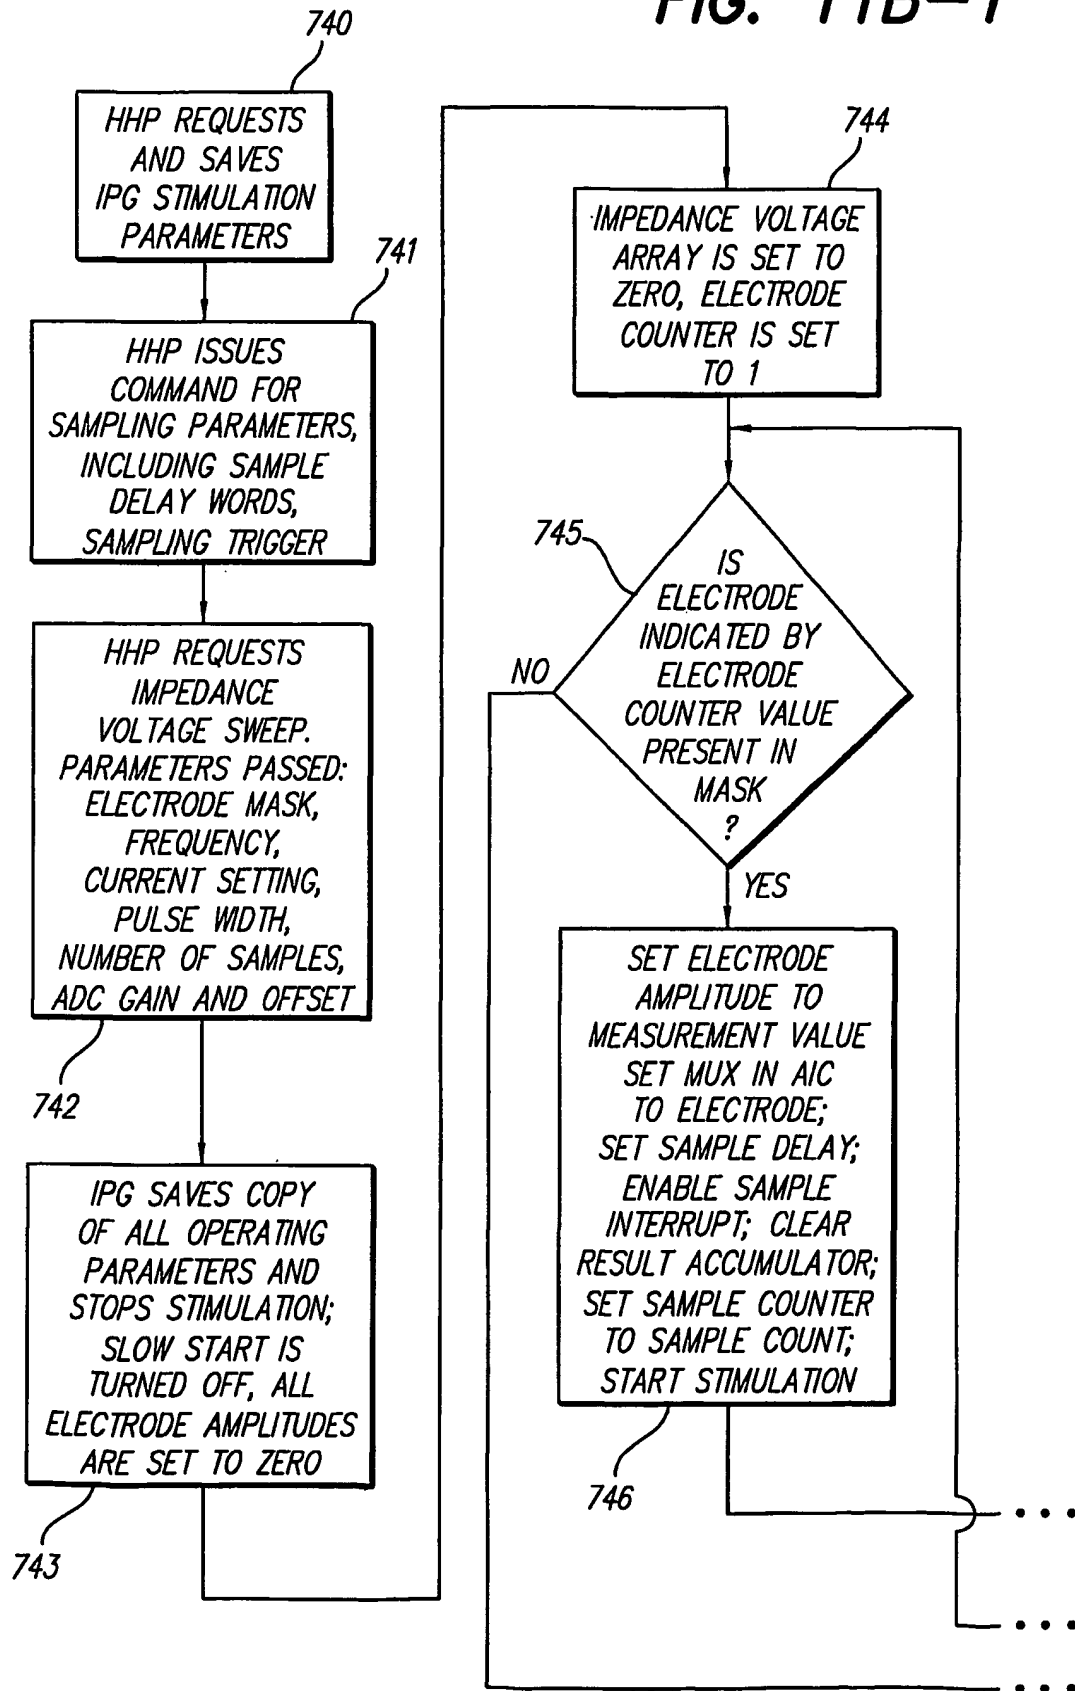 FIG. 11B-1
740
HHP REQUESTS
AND SAVES
IPG STIMULATION
PARAMETERS
741
HHP ISSUES
COMMAND FOR
SAMPLING PARAMETERS,
INCLUDING SAMPLE
DELAY WORDS,
SAMPLING TRIGGER
HHP REQUESTS
IMPEDANCE
VOLTAGE SWEEP.
PARAMETERS PASSED:
ELECTRODE MASK,
FREQUENCY,
CURRENT SETTING,
PULSE WIDTH,
NUMBER OF SAMPLES,
ADC GAIN AND OFFSET
742
IPG SAVES COPY
OF ALL OPERATING
PARAMETERS AND
STOPS STIMULATION;
SLOW START IS
TURNED OFF, ALL
ELECTRODE AMPLITUDES
ARE SET TO ZERO
743
744
IMPEDANCE VOLTAGE
ARRAY IS SET TO
ZERO, ELECTRODE
COUNTER IS SET
TO 1
745
IS
ELECTRODE
INDICATED BY
ELECTRODE
COUNTER VALUE
PRESENT IN
MASK
?
NO
YES
SET ELECTRODE
AMPLITUDE TO
MEASUREMENT VALUE
SET MUX IN AIC
TO ELECTRODE;
SET SAMPLE DELAY;
ENABLE SAMPLE
INTERRUPT; CLEAR
RESULT ACCUMULATOR;
SET SAMPLE COUNTER
TO SAMPLE COUNT;
START STIMULATION
746